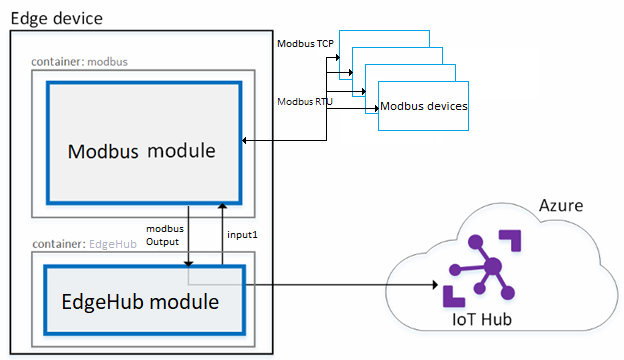 Edge device
container: modbus
Modbus module
Modbus TCP
Modbus RTU
Modbus devices
modbus
Output
input1
container: EdgeHub
EdgeHub module
Azure
IoT Hub